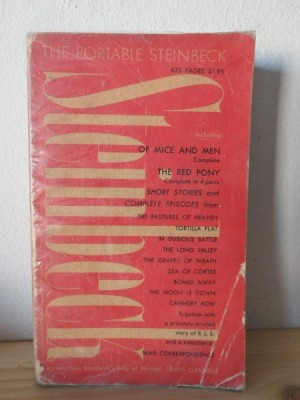 THE PORTABLE STEINBECK
635 PAGES $1.95
Steinbeck
Including
OF MICE AND MEN
Complete
THE RED PONY
Complete in 4 parts
SHORT STORIES and
COMPLETE EPISODES from
THE PASTURES OF HEAVEN
TORTILLA FLAT
IN DUBIOUS BATTLE
THE LONG VALLEY
THE GRAPES OF WRATH
SEA OF CORTEZ
BOMBS AWAY
THE MOON IS DOWN
CANNERY ROW
Together with
a privately-printed
story of R. L. S.
and a selection of
WAR CORRESPONDENCE
LEWIS GANNETT